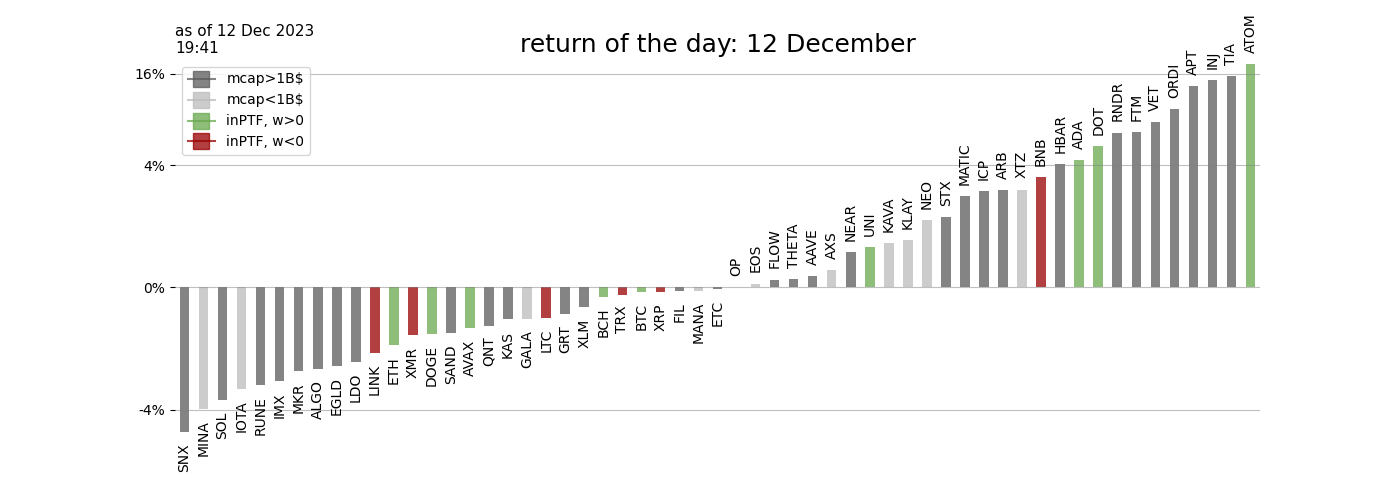 as of 12 Dec 2023
19:41
return of the day: 12 December
mcap>1B$
mcap<1B$
inPTF, w>0
inPTF, w<0
16%
4%
0%
-4%
SNX
MINA
SOL
IOTA
RUNE
IMX
MKR
ALGO
EGLD
LDO
LINK
ETH
XMR
DOGE
SAND
AVAX
QNT
KAS
GALA
LTC
GRT
XLM
BCH
TRX
BTC
XRP
FIL
MANA
ETC
OP
EOS
FLOW
THETA
AAVE
AXS
NEAR
UNI
KAVA
KLAY
NEO
STX
MATIC
ICP
ARB
XTZ
BNB
HBAR
ADA
DOT
RNDR
FTM
VET
ORDI
APT
INJ
TIA
ATOM